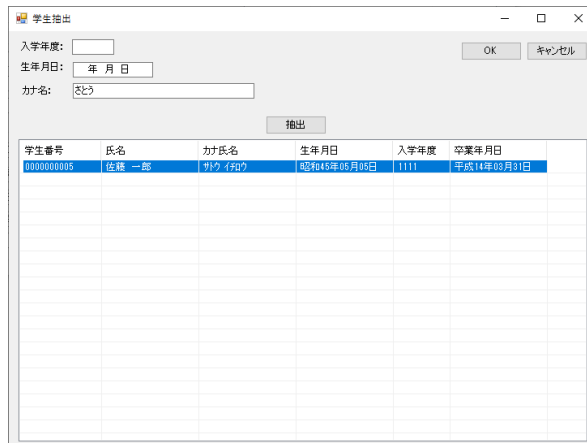 学生抽出
入学年度:
OK キャンセル
生年月日: 年 月 日
カナ名: さとう
抽出
学生番号 氏名 カナ氏名 生年月日 入学年度 卒業年月日
0000000005 佐藤 一郎 ｻﾄｳ ｲﾁﾛｳ 昭和45年05月05日 1111 平成14年03月31日